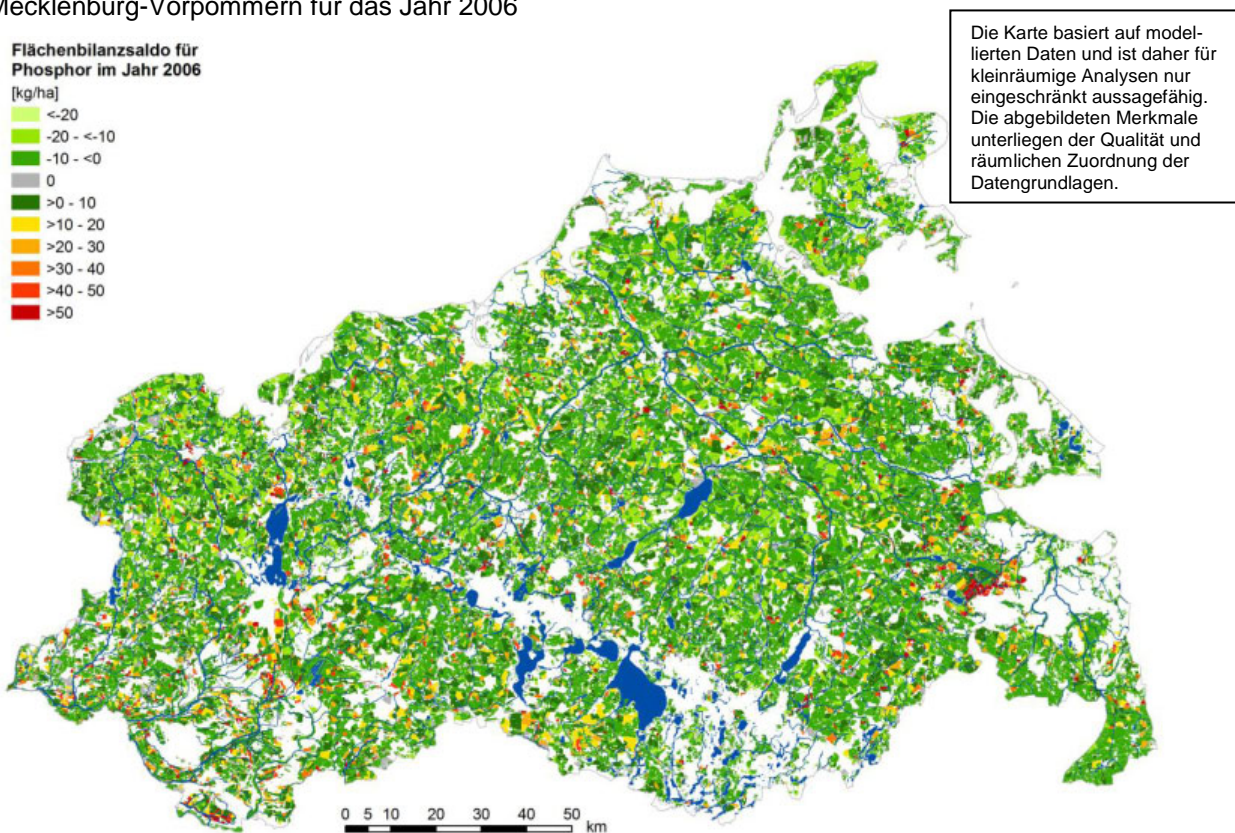 Mecklenburg-Vorpommern für das Jahr 2006
Flächenbilanzsaldo für
Phosphor im Jahr 2006
[kg/ha]
<-20
-20 - <-10
-10 - <0
0
>0 - 10
>10 - 20
>20 - 30
>30 - 40
>40 - 50
>50
Die Karte basiert auf model-
lierten Daten und ist daher für
kleinräumige Analysen nur
eingeschränkt aussagefähig.
Die abgebildeten Merkmale
unterliegen der Qualität und
räumlichen Zuordnung der
Datengrundlagen.
0 5 10 20 30 40 50
km